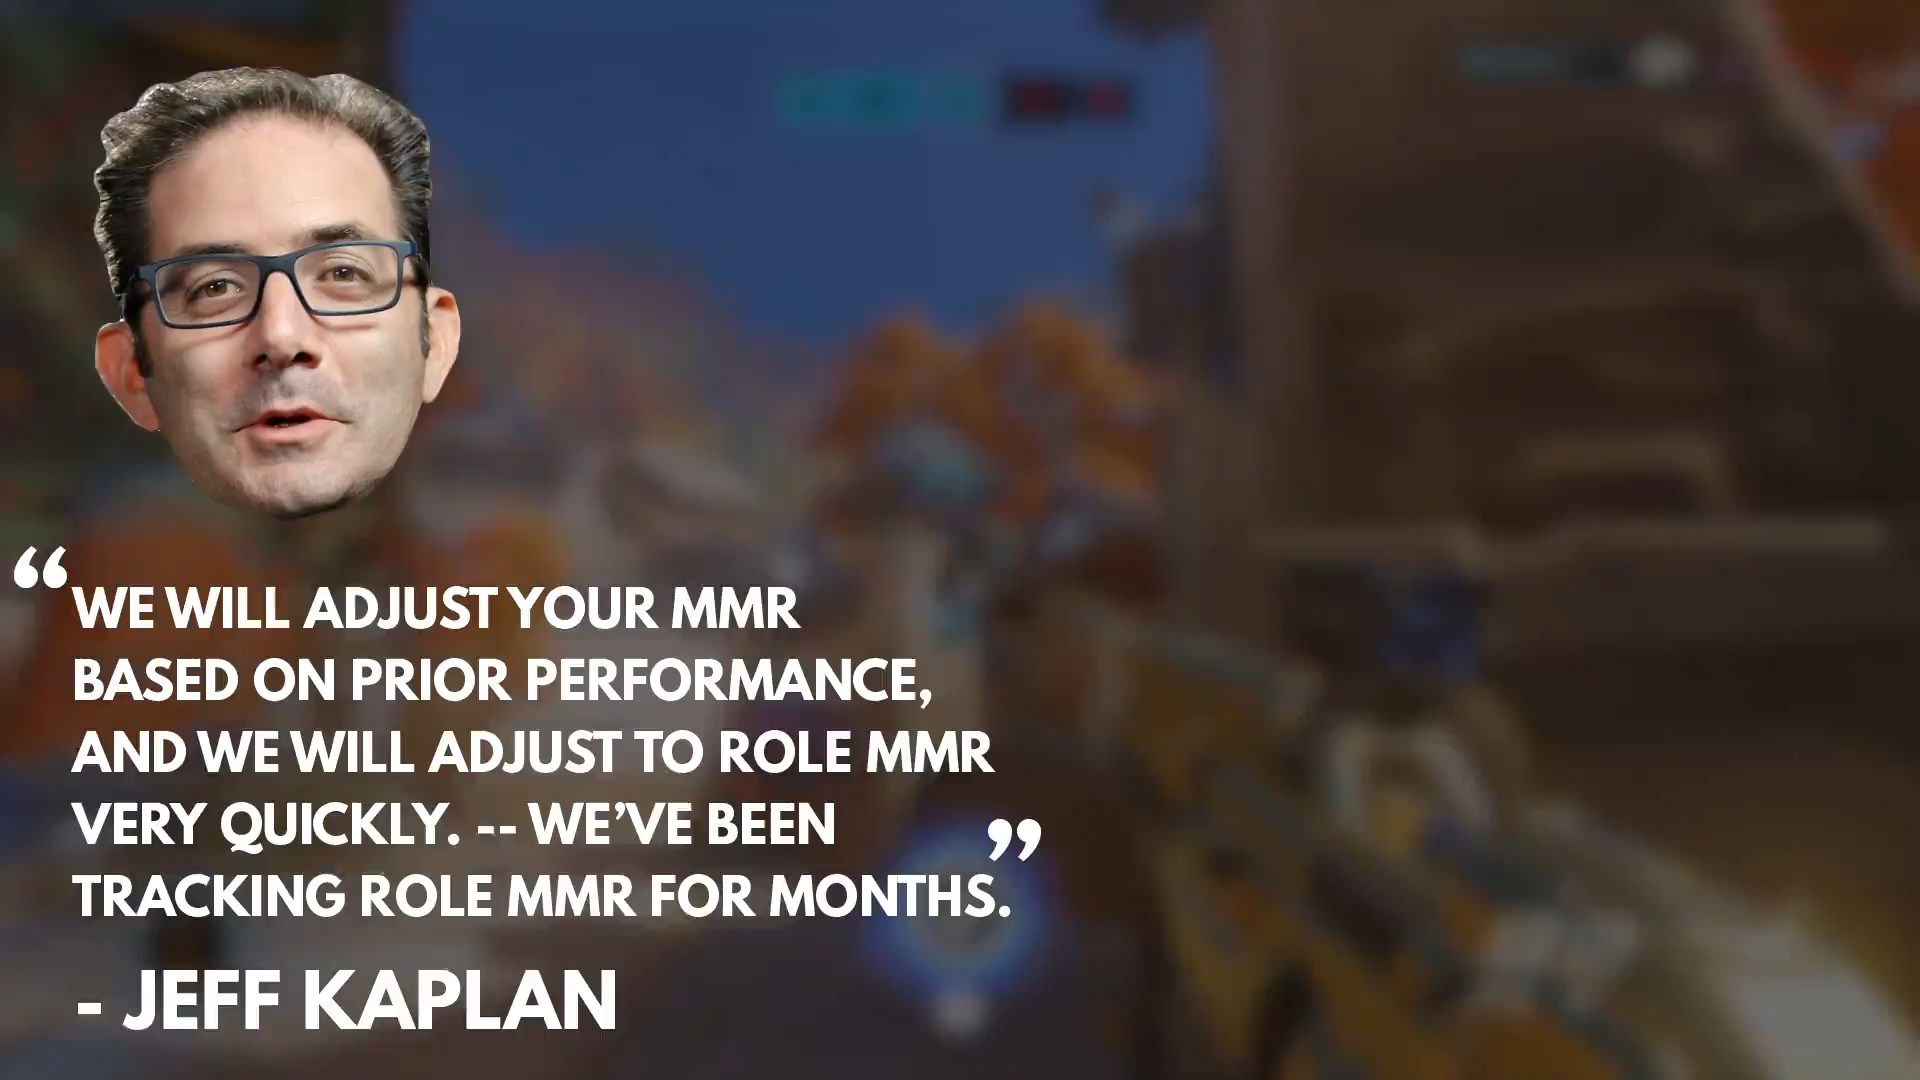 “WE WILL ADJUST YOUR MMR
BASED ON PRIOR PERFORMANCE,
AND WE WILL ADJUST TO ROLE MMR
VERY QUICKLY. -- WE’VE BEEN
TRACKING ROLE MMR FOR MONTHS.”
- JEFF KAPLAN